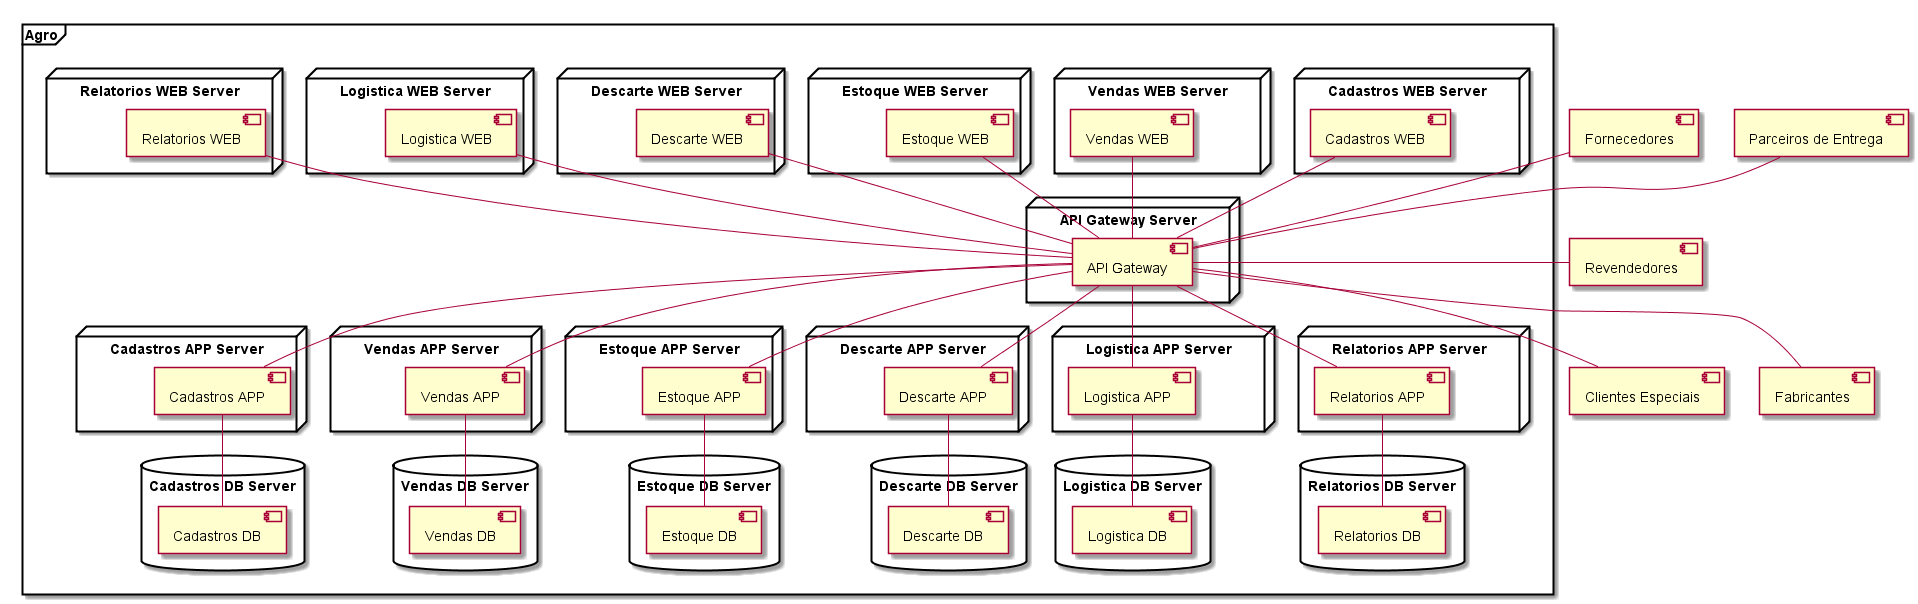 Agro
Relatorios WEB Server
Logistica WEB Server
Descarte WEB Server
Estoque WEB Server
Vendas WEB Server
Cadastros WEB Server
Relatorios WEB
Logistica WEB
Descarte WEB
Estoque WEB
Vendas WEB
Cadastros WEB
Fornecedores
Parceiros de Entrega
API Gateway Server
API Gateway
Revendedores
Cadastros APP Server
Vendas APP Server
Estoque APP Server
Descarte APP Server
Logistica APP Server
Relatorios APP Server
Cadastros APP
Vendas APP
Estoque APP
Descarte APP
Logistica APP
Relatorios APP
Clientes Especiais
Fabricantes
Cadastros DB Server
Vendas DB Server
Estoque DB Server
Descarte DB Server
Logistica DB Server
Relatorios DB Server
Cadastros DB
Vendas DB
Estoque DB
Descarte DB
Logistica DB
Relatorios DB